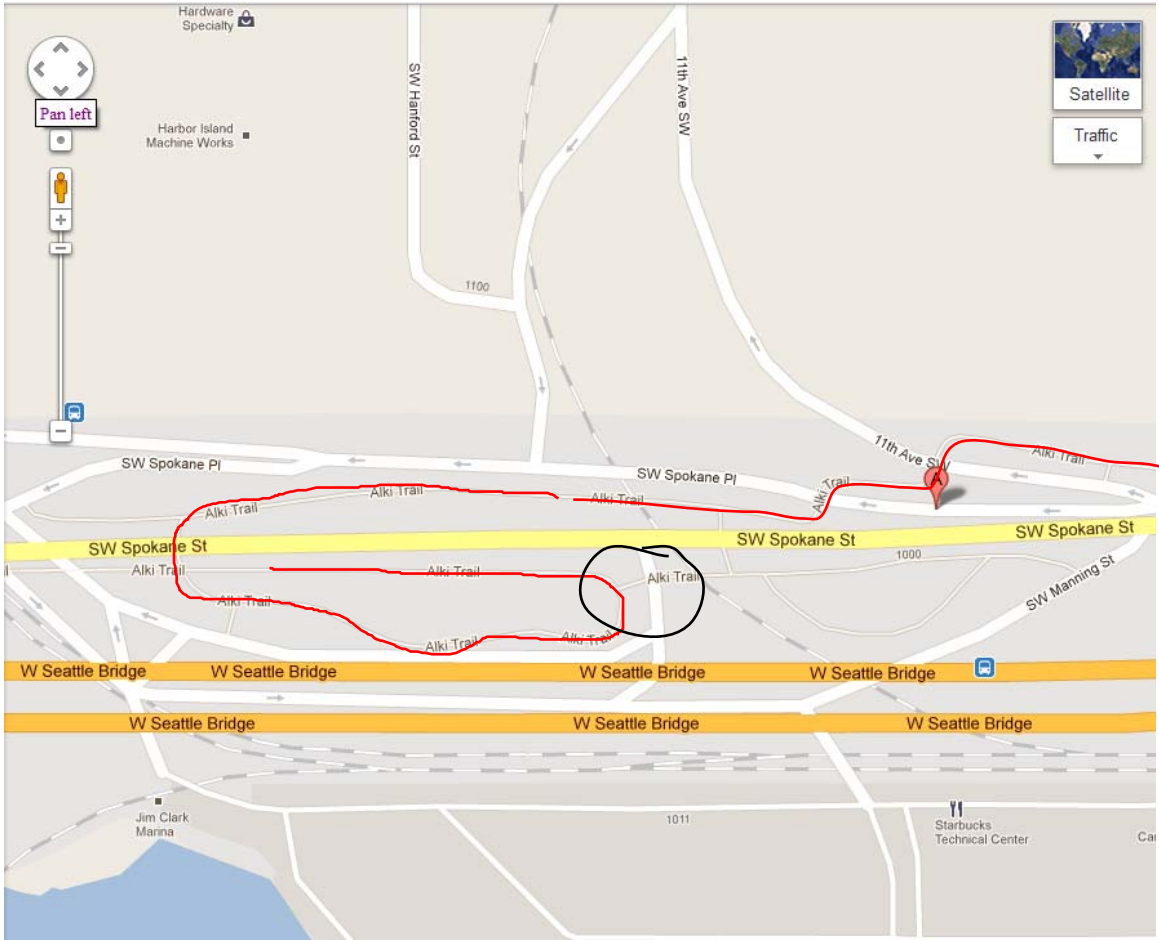 Hardware
Specialty
Satellite
Traffic
Pan left
SW Hanford St
11th Ave SW
Harbor Island
Machine Works
1100
11th Ave SW
Alki Trail
SW Spokane Pl
SW Spokane Pl
A
Alki Trail
Alki Trail
Alki Trail
Alki Trail
SW Spokane St
SW Spokane St
SW Spokane St
1000
Alki Trail
Alki Trail
Alki Trail
SW Manning St
Alki Trail
Alki Trail
Alki Trail
W Seattle Bridge
W Seattle Bridge
W Seattle Bridge
W Seattle Bridge
W Seattle Bridge
W Seattle Bridge
W Seattle Bridge
Jim Clark
Marina
1011
Starbucks
Technical Center